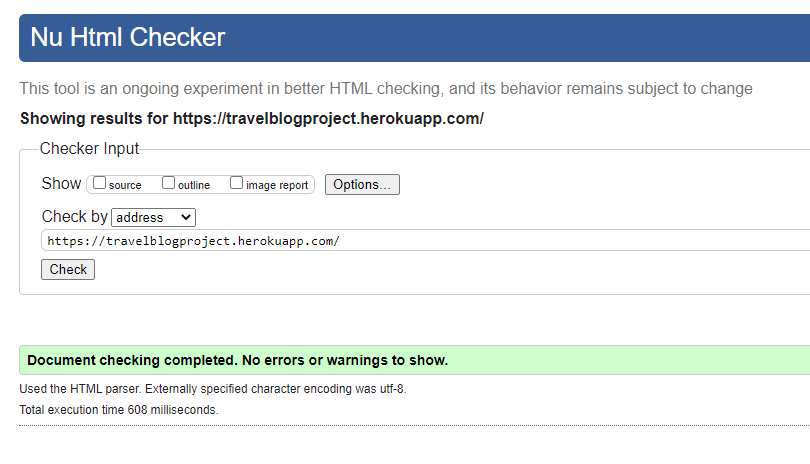 Nu Html Checker
This tool is an ongoing experiment in better HTML checking, and its behavior remains subject to change
Showing results for https://travelblogproject.herokuapp.com/
Checker Input
Show source outline image report Options...
Check by address
https://travelblogproject.herokuapp.com/
Check
Document checking completed. No errors or warnings to show.
Used the HTML parser. Externally specified character encoding was utf-8.
Total execution time 608 milliseconds.